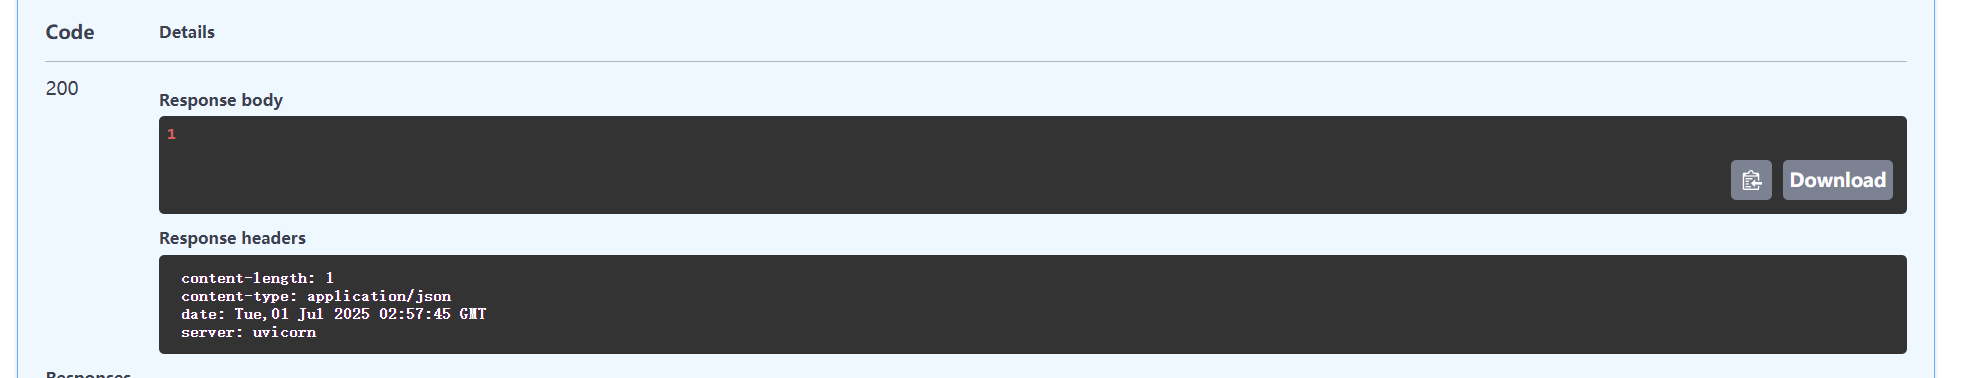 Code Details
200
Response body
1
Download
Response headers
content-length: 1
content-type: application/json
date: Tue,01 Jul 2025 02:57:45 GMT
server: uvicorn
Responses